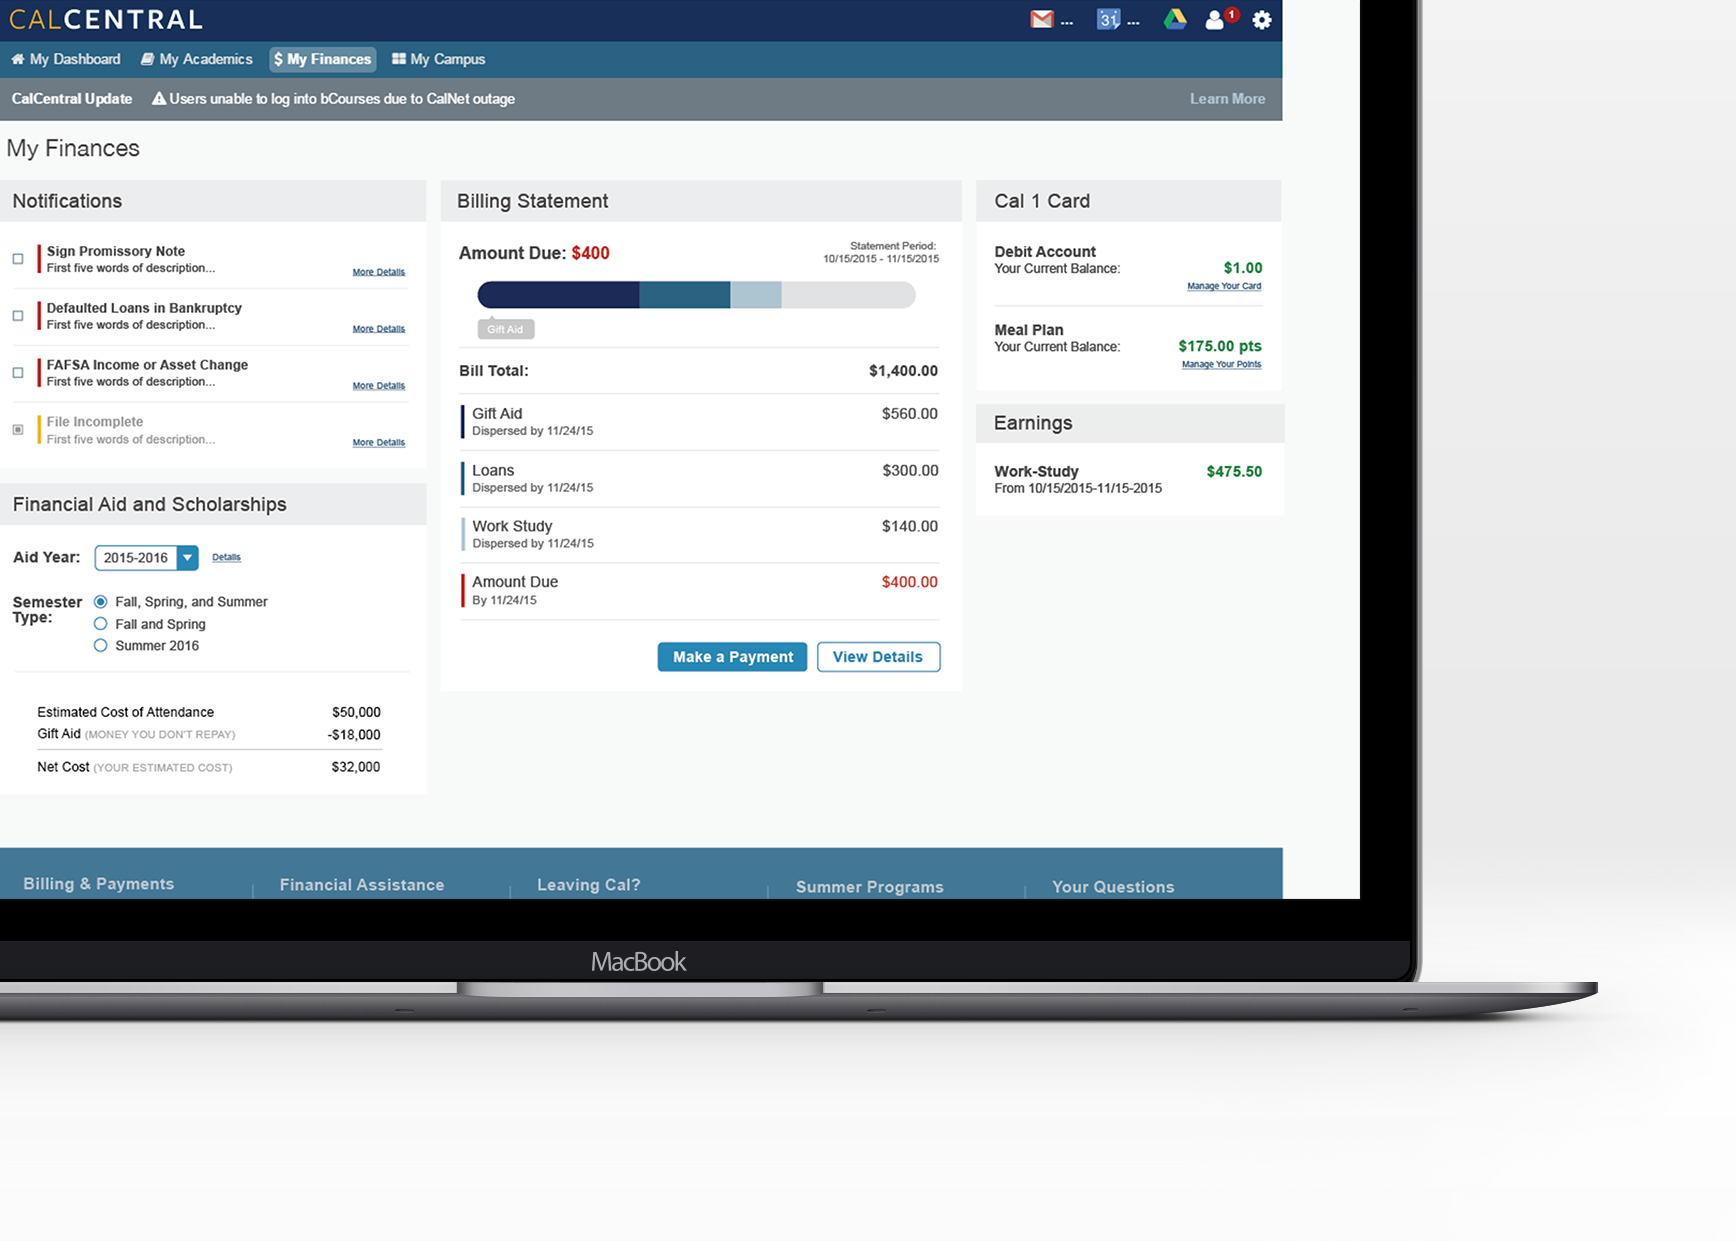 CALCENTRAL
31
1
My Dashboard
My Academics
$ My Finances
My Campus
CalCentral Update
Users unable to log into bCourses due to CalNet outage
Learn More
My Finances
Notifications
Sign Promissory Note
First five words of description...
More Details
Defaulted Loans in Bankruptcy
First five words of description...
More Details
FAFSA Income or Asset Change
First five words of description...
More Details
File Incomplete
First five words of description...
More Details
Financial Aid and Scholarships
Aid Year:
2015-2016
Details
Semester
Type:
Fall, Spring, and Summer
Fall and Spring
Summer 2016
Estimated Cost of Attendance
$50,000
Gift Aid (MONEY YOU DON'T REPAY)
-$18,000
Net Cost (YOUR ESTIMATED COST)
$32,000
Billing Statement
Amount Due: $400
Statement Period:
10/15/2015 - 11/15/2015
Gift Aid
Bill Total:
$1,400.00
Gift Aid
$560.00
Dispersed by 11/24/15
Loans
$300.00
Dispersed by 11/24/15
Work Study
$140.00
Dispersed by 11/24/15
Amount Due
$400.00
By 11/24/15
Make a Payment
View Details
Cal 1 Card
Debit Account
Your Current Balance:
$1.00
Manage Your Card
Meal Plan
Your Current Balance:
$175.00 pts
Manage Your Points
Earnings
Work-Study
$475.50
From 10/15/2015-11/15-2015
Billing & Payments
Financial Assistance
Leaving Cal?
Summer Programs
Your Questions
MacBook